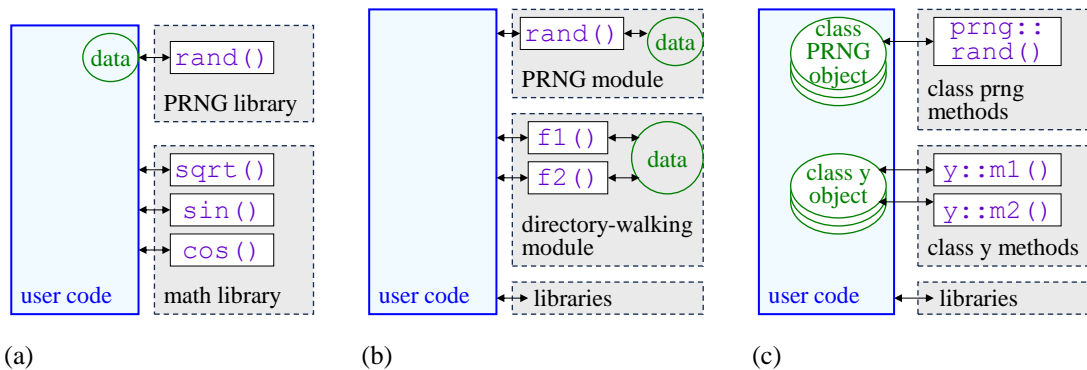 data
rand()
PRNG library
sqrt()
sin()
cos()
user code
math library
(a)
rand()
data
PRNG module
f1()
f2()
data
directory-walking
module
user code
libraries
(b)
class
PRNG
object
prng::
rand()
class prng
methods
class y
object
y::m1()
y::m2()
class y methods
user code
libraries
(c)